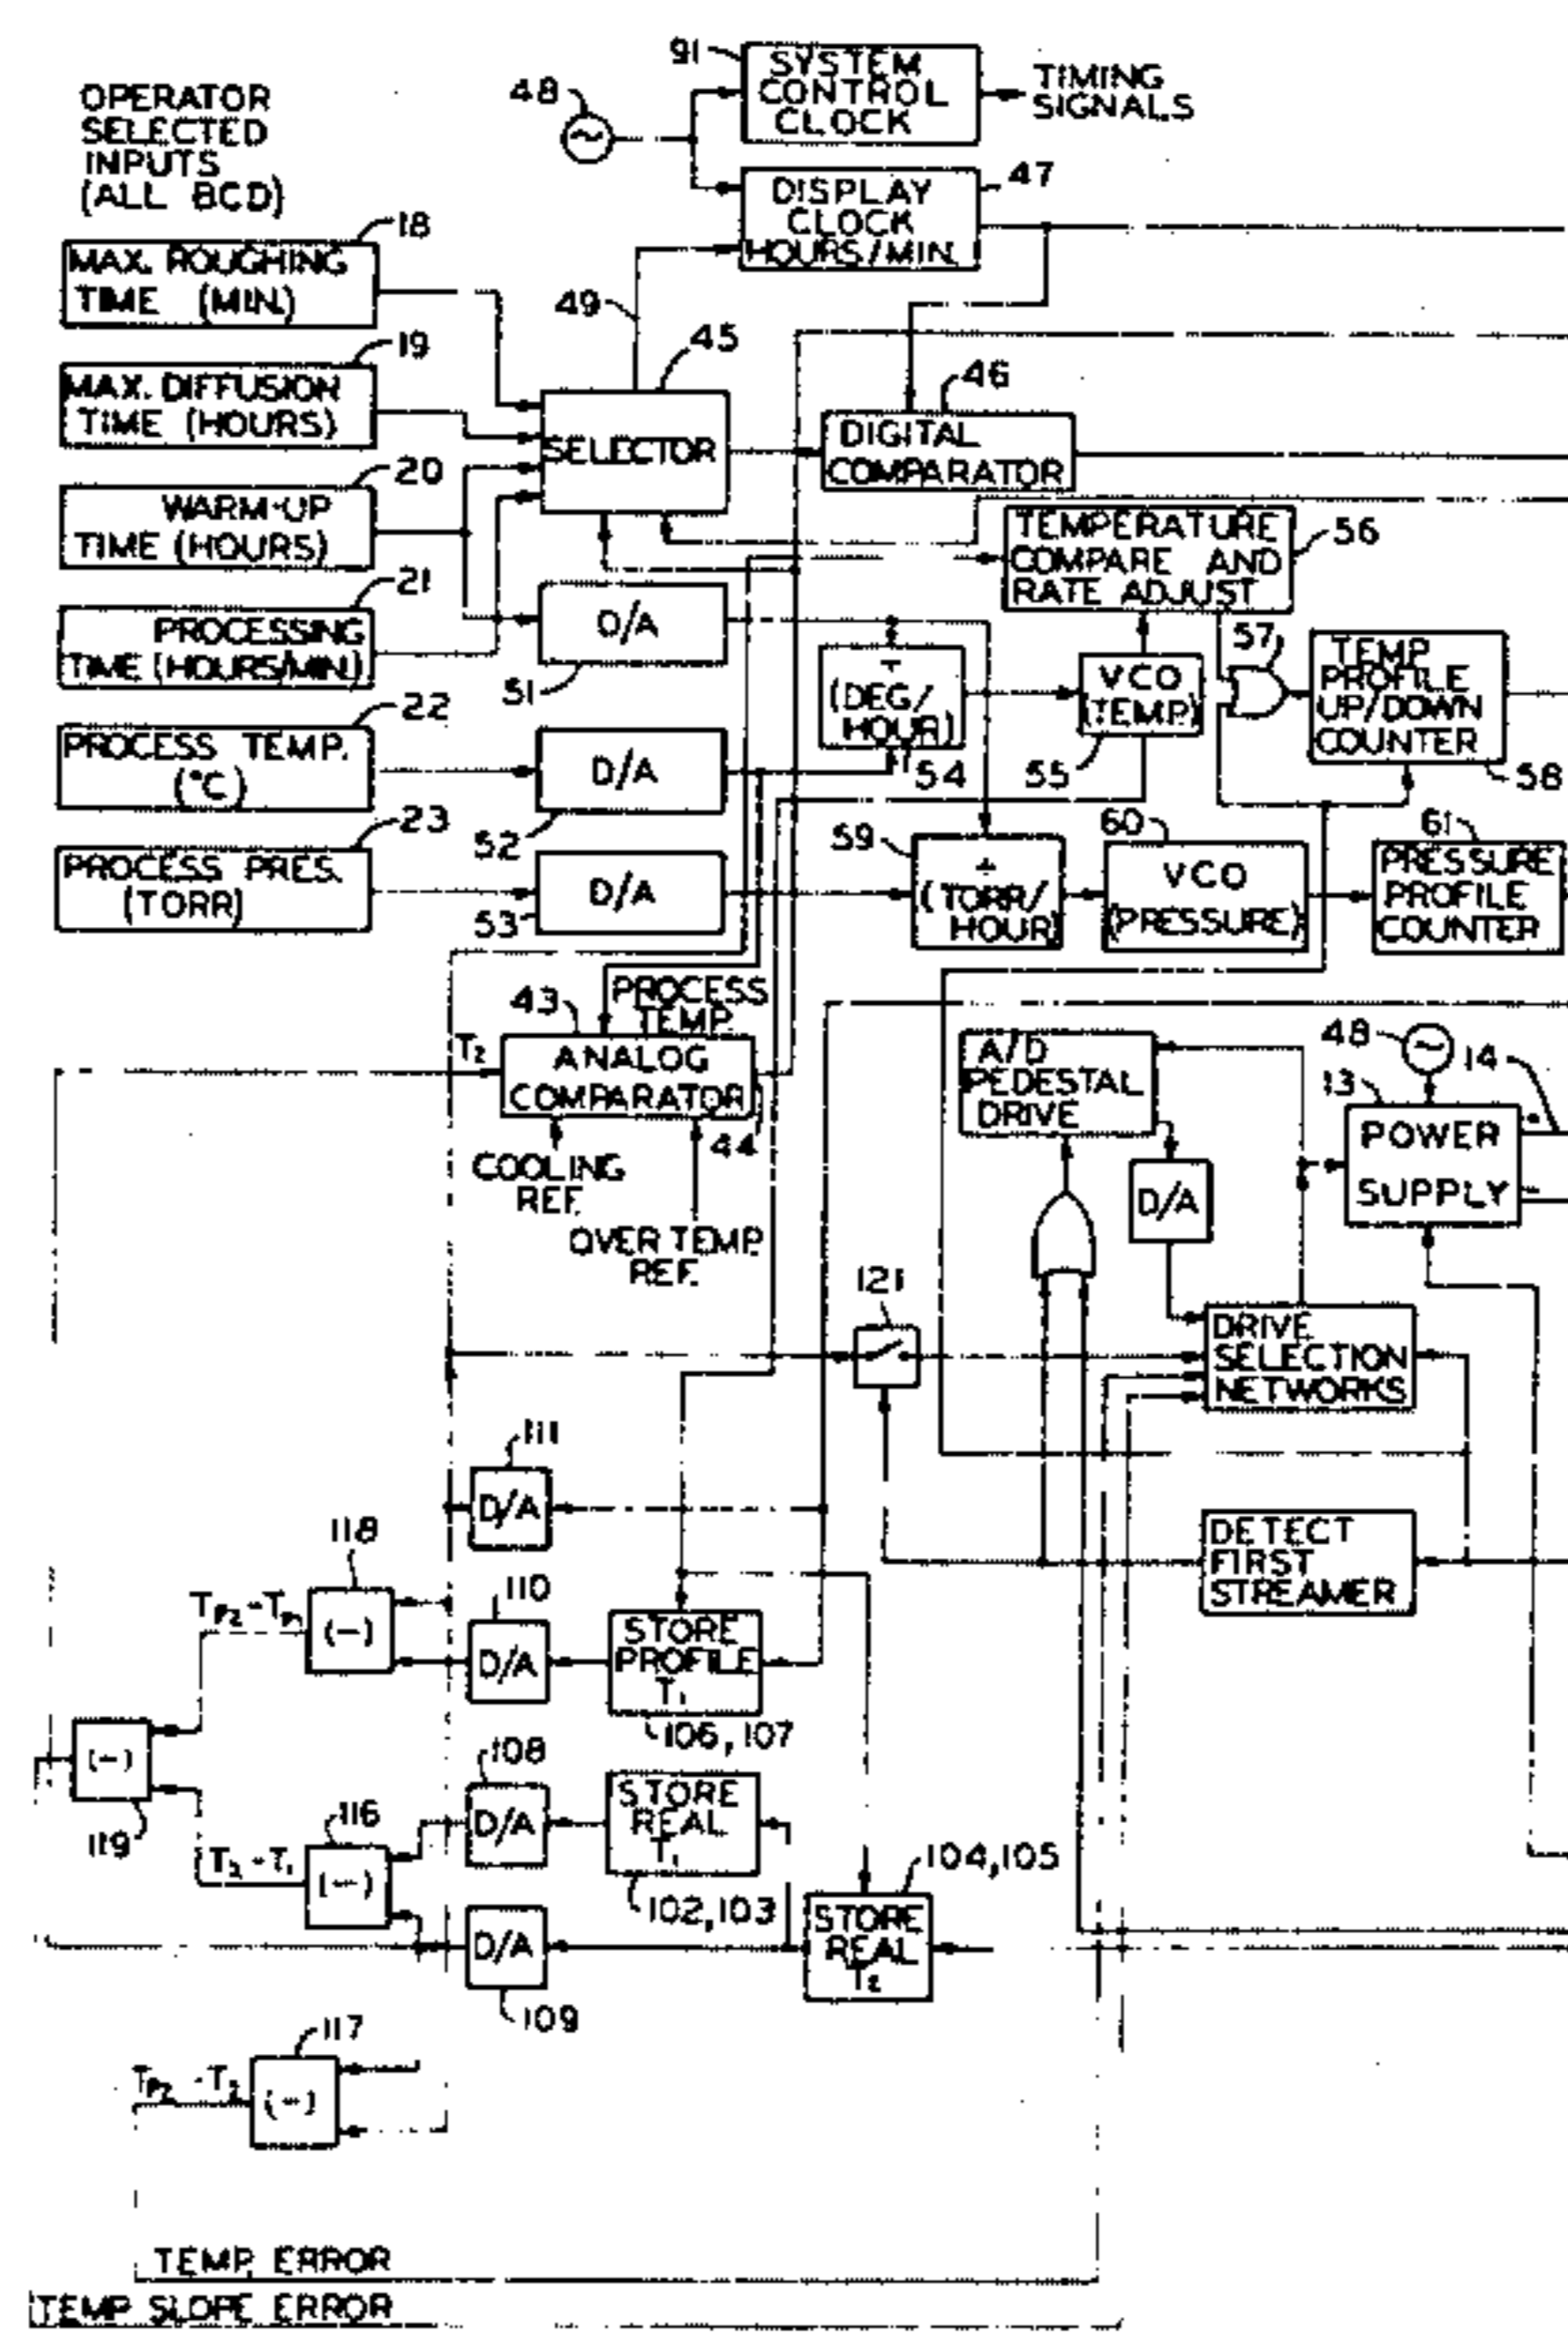 OPERATOR
SELECTED
INPUTS
(ALL BCD)
48
91
SYSTEM
CONTROL
CLOCK
TIMING
SIGNALS
DISPLAY
CLOCK
HOURS/MIN.
47
18
MAX. ROUGHING
TIME (MIN.)
19
MAX. DIFFUSION
TIME (HOURS)
20
WARM-UP
TIME (HOURS)
21
PROCESSING
TIME (HOURS/MIN.)
22
PROCESS TEMP.
(°C)
23
PROCESS PRES.
(TORR)
49
45
SELECTOR
46
DIGITAL
COMPARATOR
TEMPERATURE
COMPARE AND
RATE ADJUST
56
D/A
51
D/A
52
D/A
53
÷
(DEG/
HOUR)
54
VCO
(TEMP)
55
57
TEMP
PROFILE
UP/DOWN
COUNTER
58
59
÷
(TORR/
HOUR)
60
VCO
(PRESSURE)
61
PRESSURE
PROFILE
COUNTER
43
PROCESS
TEMP.
T2
ANALOG
COMPARATOR
44
COOLING
REF.
OVER TEMP.
REF.
A/D
PEDESTAL
DRIVE
D/A
48
13
14
POWER
SUPPLY
+
-
121
DRIVE
SELECTION
NETWORKS
DETECT
FIRST
STREAMER
111
D/A
118
TP2-TP1
(-)
110
D/A
STORE
PROFILE
T1
106,107
(-)
119
108
D/A
STORE
REAL
T1
102,103
116
T2-T1
(-)
D/A
109
104,105
STORE
REAL
T2
117
TP2-T2
(-)
TEMP. ERROR
TEMP SLOPE ERROR